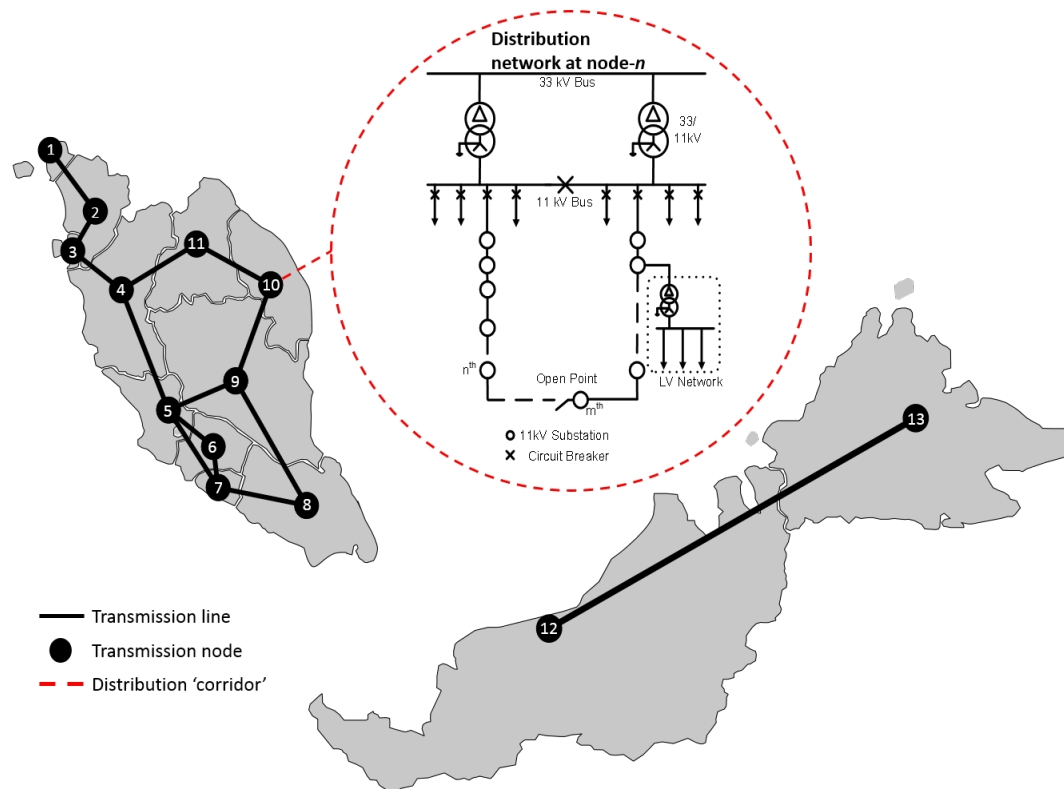 Distribution
network at node-n
33 kV Bus
33/
11kV
11 kV Bus
nth
Open Point
mth
LV Network
11kV Substation
Circuit Breaker
1
2
3
4
11
10
9
5
6
7
8
13
12
Transmission line
Transmission node
Distribution ‘corridor’